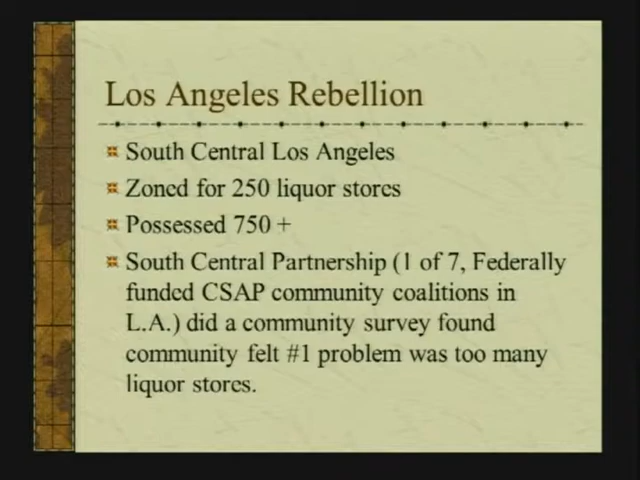 Los Angeles Rebellion
South Central Los Angeles
Zoned for 250 liquor stores
Possessed 750 +
South Central Partnership (1 of 7, Federally
funded CSAP community coalitions in
L.A.) did a community survey found
community felt #1 problem was too many
liquor stores.